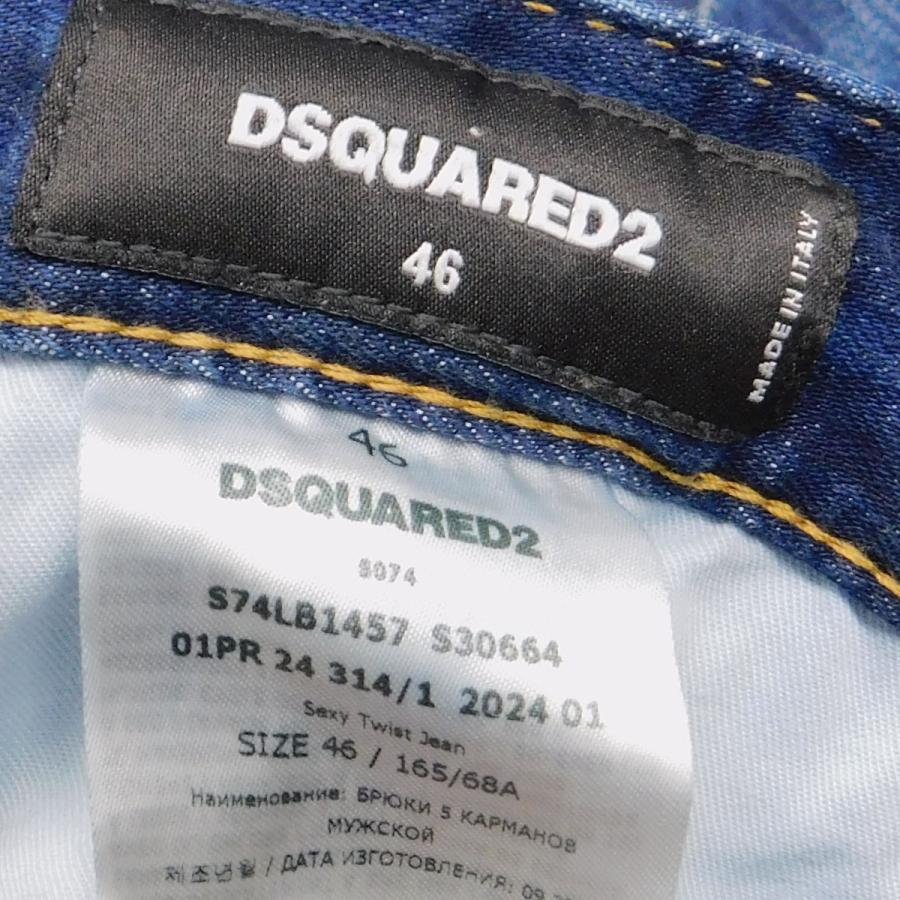 DSQUARED2
46
MADE IN ITALY
46
DSQUARED2
S074
S74LB1457 S30664
01PR 24 314/1 2024 01
Sexy Twist Jean
SIZE 46 / 165/68A
Наименование: БРЮКИ 5 КАРМАНОВ
МУЖСКОЙ
제조년월 / ДАТА ИЗГОТОВЛЕНИЯ: 09